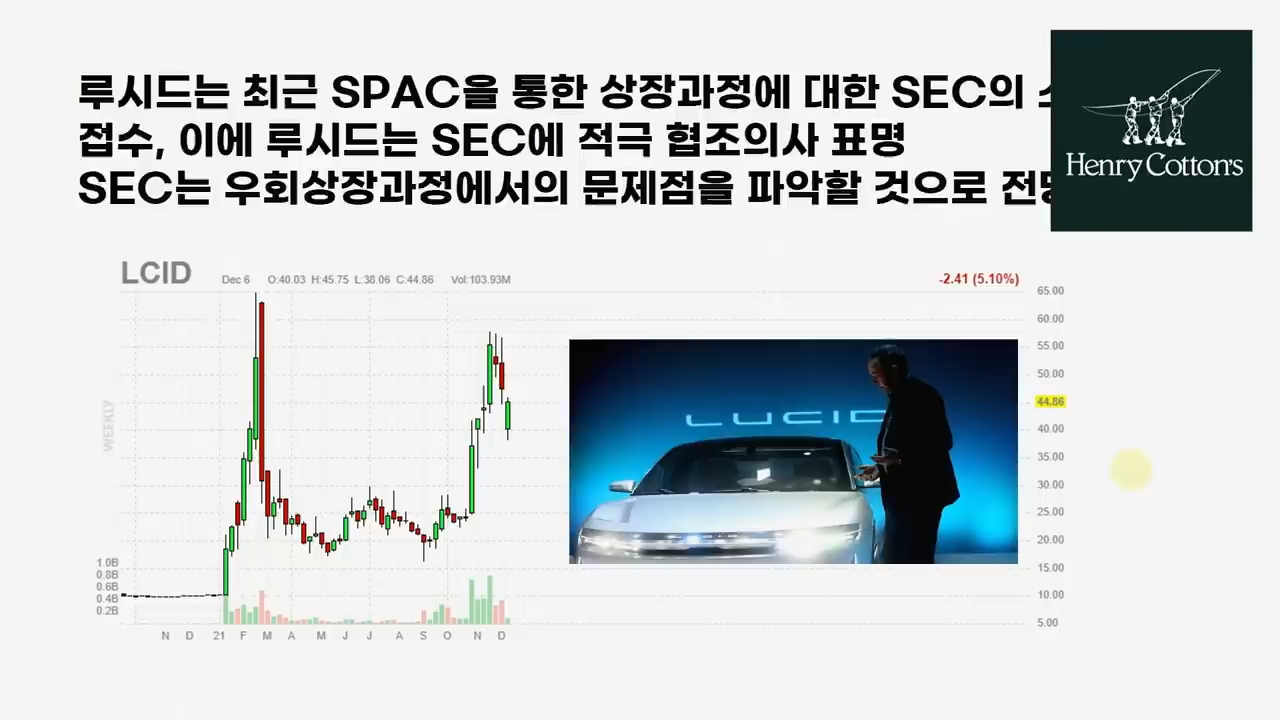 루시드는 최근 SPAC을 통한 상장과정에 대한 SEC의
접수, 이에 루시드는 SEC에 적극 협조의사 표명
SEC는 우회상장과정에서의 문제점을 파악할 것으로
Henry Cotton's
LCID
Dec 6 O:40.03 H:45.75 L:38.06 C:44.86 Vol:103.93M
-2.41 (5.10%)
65.00
60.00
55.00
50.00
44.86
40.00
35.00
30.00
25.00
20.00
15.00
10.00
5.00
WEEKLY
LUCID
1.0B
0.8B
0.6B
0.4B
0.2B
N D 21 F M A M J J A S O N D